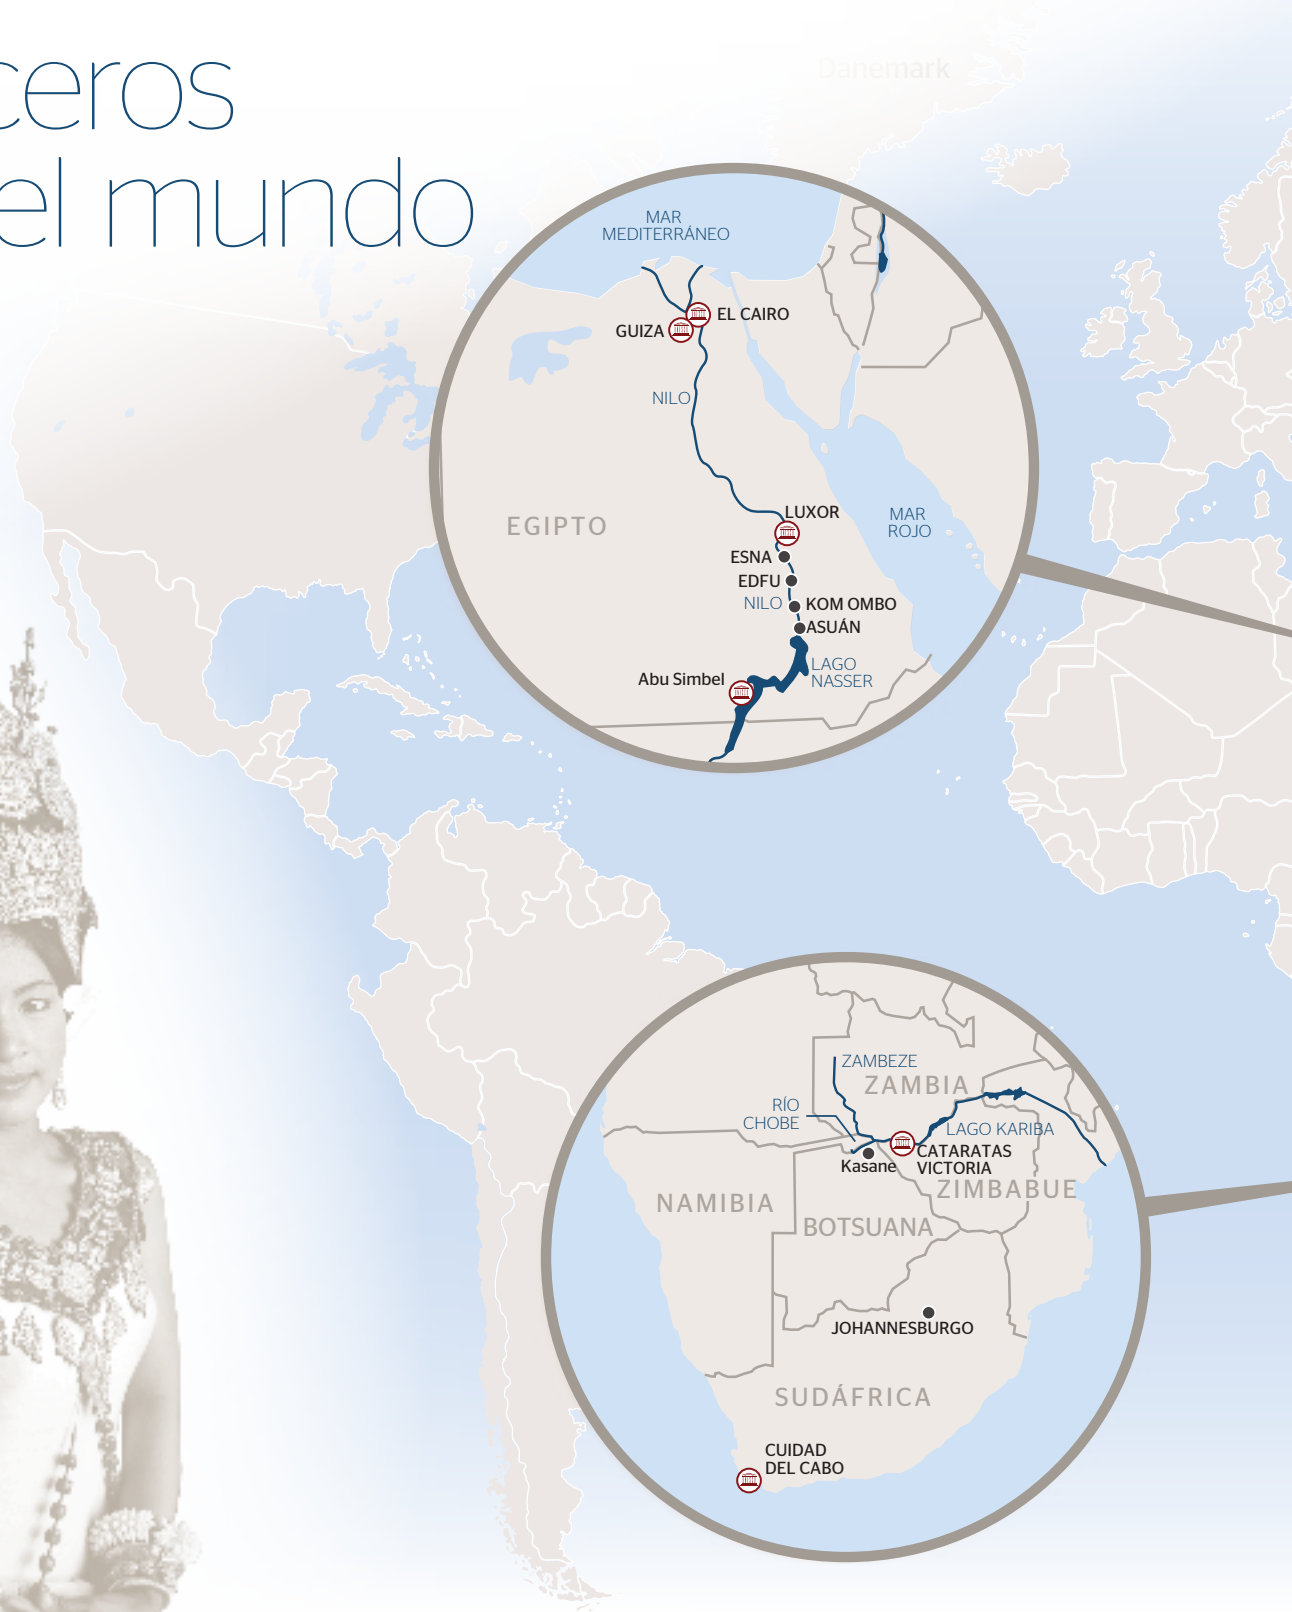 ceros
el mundo
Danemark
MAR
MEDITERRÁNEO
EL CAIRO
GUIZA
NILO
EGIPTO
LUXOR
MAR
ROJO
ESNA
EDFU
NILO
KOM OMBO
ASUÁN
LAGO
NASSER
Abu Simbel
ZAMBEZE
ZAMBIA
RÍO
CHOBE
LAGO KARIBA
CATARATAS
VICTORIA
Kasane
ZIMBABUE
NAMIBIA
BOTSUANA
JOHANNESBURGO
SUDÁFRICA
CUIDAD
DEL CABO